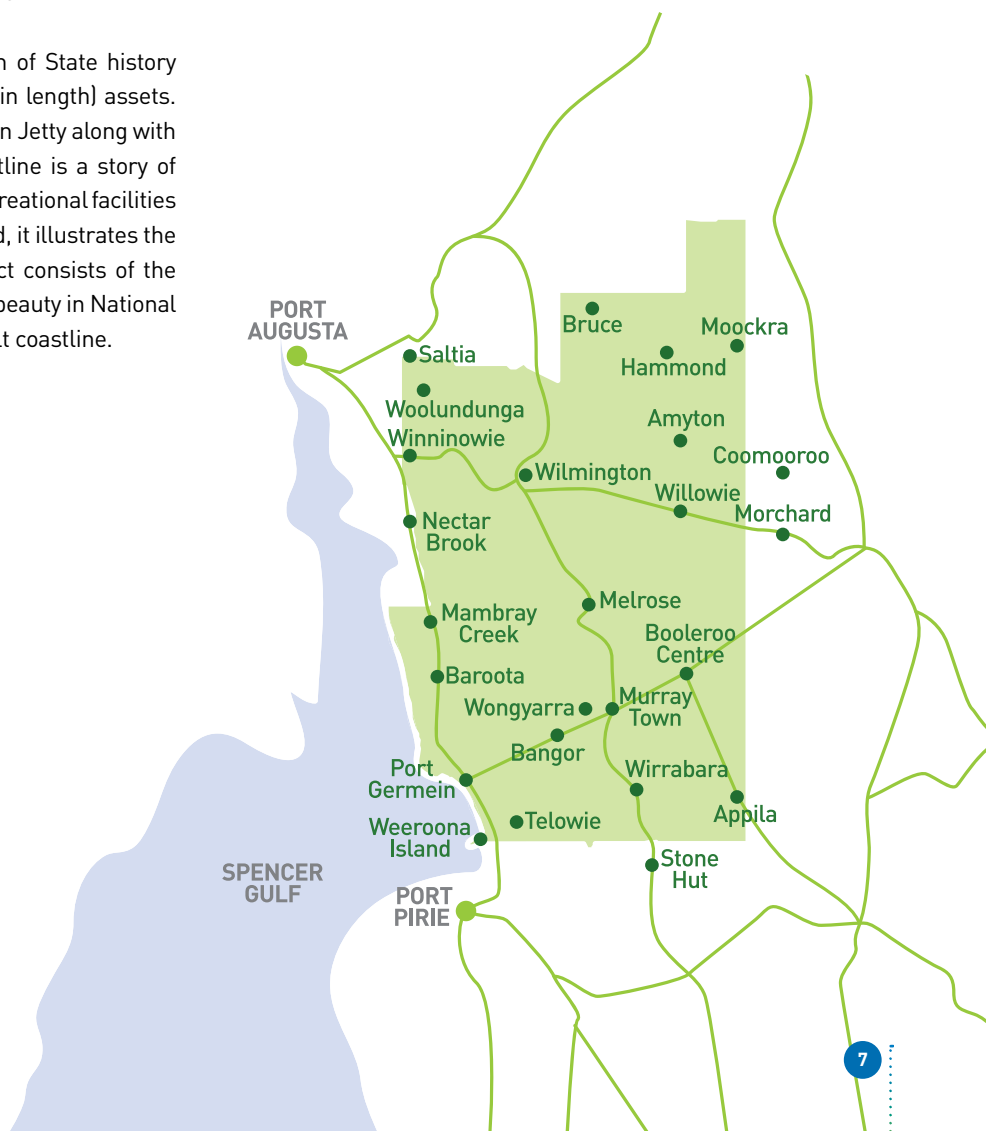 n of State history
in length) assets.
n Jetty along with
tline is a story of
reational facilities
d, it illustrates the
ct consists of the
beauty in National
lt coastline.
PORT
AUGUSTA
Saltia
Woolundunga
Winninowie
Bruce
Moockra
Hammond
Amyton
Coomooroo
Wilmington
Willowie
Morchard
Nectar
Brook
Mambray
Creek
Melrose
Booleroo
Centre
Baroota
Wongyarra
Murray
Town
Bangor
Port
Germein
Wirrabara
Appila
Weeroona
Island
Telowie
Stone
Hut
SPENCER
GULF
PORT
PIRIE
7